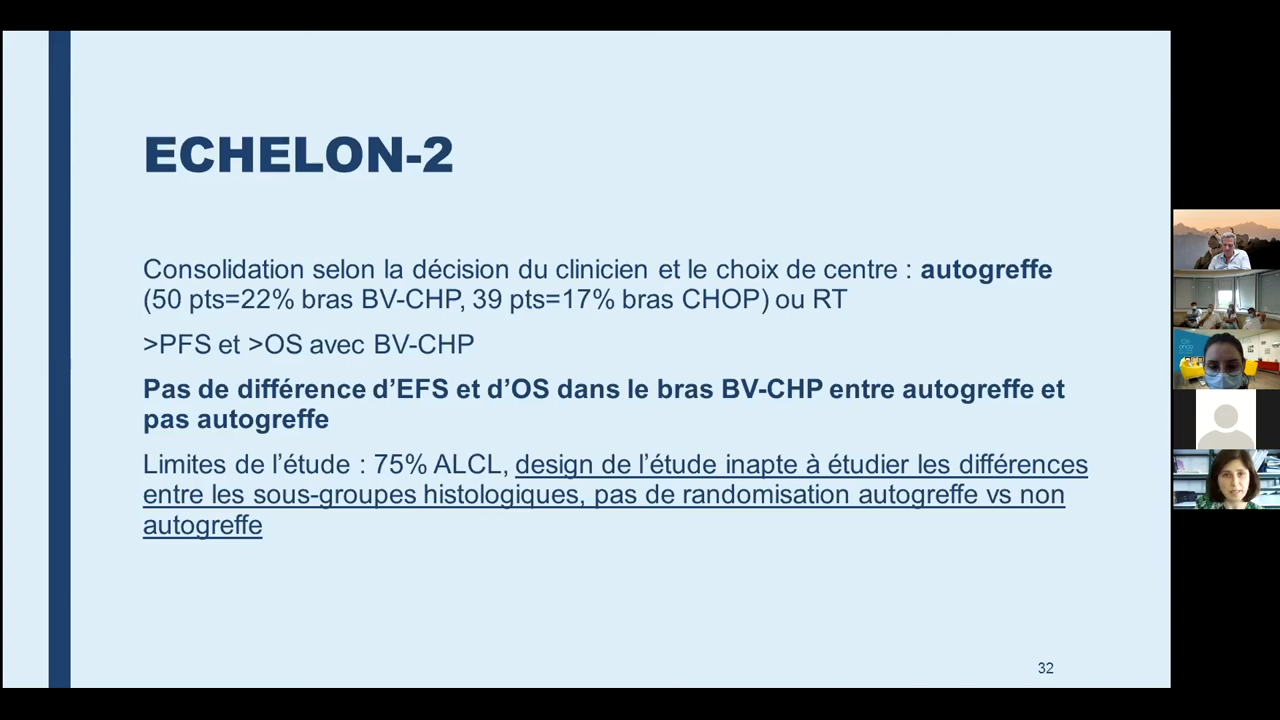 ECHELON-2
Consolidation selon la décision du clinicien et le choix de centre : autogreffe
(50 pts=22% bras BV-CHP, 39 pts=17% bras CHOP) ou RT
>PFS et >OS avec BV-CHP
Pas de différence d’EFS et d’OS dans le bras BV-CHP entre autogreffe et
pas autogreffe
Limites de l’étude : 75% ALCL, design de l’étude inapte à étudier les différences
entre les sous-groupes histologiques, pas de randomisation autogreffe vs non
autogreffe
32